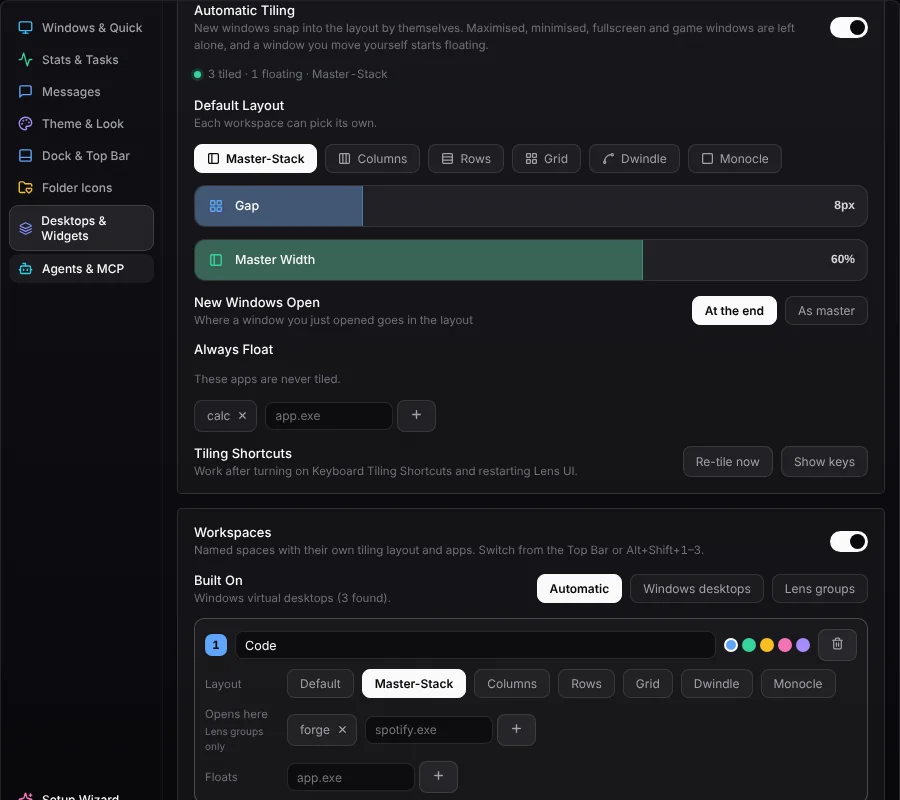 Windows & Quick
Stats & Tasks
Messages
Theme & Look
Dock & Top Bar
Folder Icons
Desktops &
Widgets
Agents & MCP
Setup Wizard
Automatic Tiling
New windows snap into the layout by themselves. Maximised, minimised, fullscreen and game windows are left
alone, and a window you move yourself starts floating.
3 tiled · 1 floating · Master-Stack
Default Layout
Each workspace can pick its own.
Master-Stack Columns Rows Grid Dwindle Monocle
Gap 8px
Master Width 60%
New Windows Open
Where a window you just opened goes in the layout
At the end As master
Always Float
These apps are never tiled.
calc × app.exe +
Tiling Shortcuts
Work after turning on Keyboard Tiling Shortcuts and restarting Lens UI.
Re-tile now Show keys
Workspaces
Named spaces with their own tiling layout and apps. Switch from the Top Bar or Alt+Shift+1–3.
Built On
Windows virtual desktops (3 found).
Automatic Windows desktops Lens groups
1 Code
Layout Default Master-Stack Columns Rows Grid Dwindle Monocle
Opens here
Lens groups
only
forge × spotify.exe +
Floats app.exe +